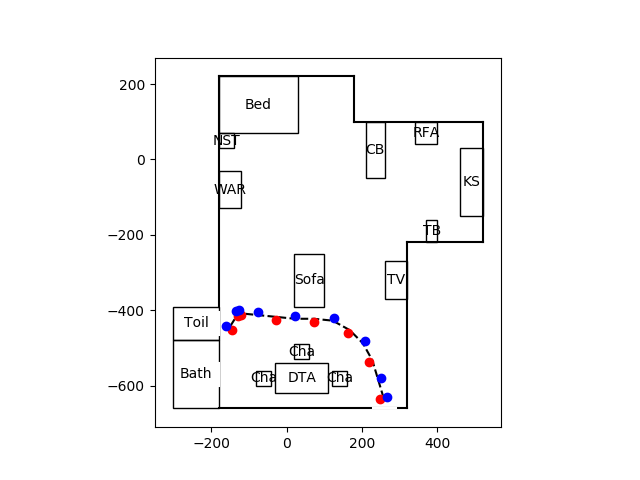 200
0
−200
−400
−600
−200
0
200
400
Bed
NST
WAR
CB
RFA
KS
TB
Sofa
TV
Toil
Bath
Cha
Cha
DTA
Cha